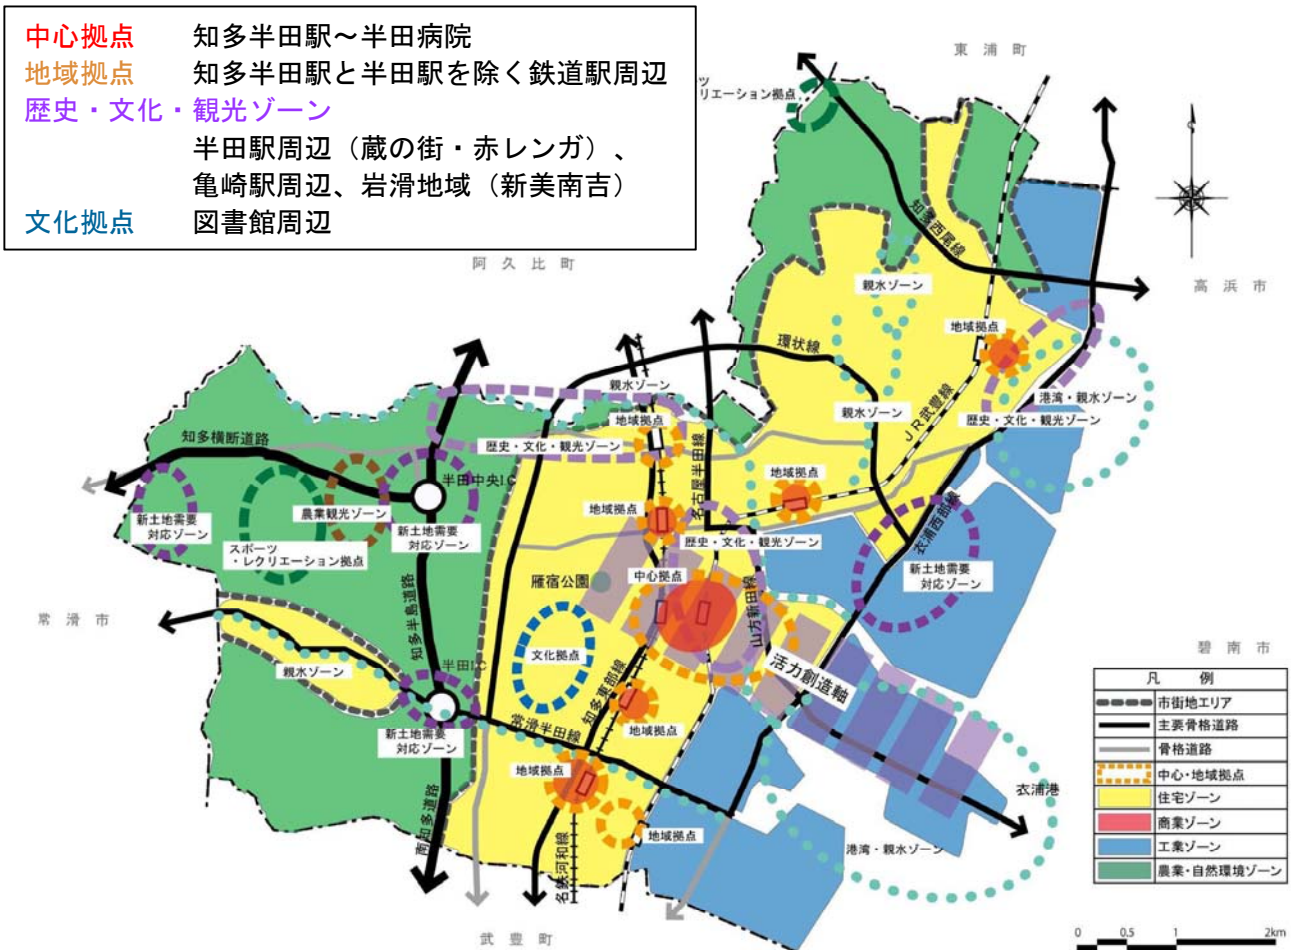 中心拠点　知多半田駅～半田病院
地域拠点　知多半田駅と半田駅を除く鉄道駅周辺
歴史・文化・観光ゾーン
半田駅周辺（蔵の街・赤レンガ）、
亀崎駅周辺、岩滑地域（新美南吉）
文化拠点　図書館周辺
東浦町
ツ
リエーション拠点
知多西尾線
阿久比町
高浜市
親水ゾーン
地域拠点
環状線
親水ゾーン
港湾・親水ゾーン
親水ゾーン
JR武豊線
歴史・文化・観光ゾーン
地域拠点
知多横断道路
歴史・文化・観光ゾーン
名古屋半田線
地域拠点
半田中央I.C
農業観光ゾーン
地域拠点
新土地需要
対応ゾーン
新土地需要
対応ゾーン
衣浦西部線
歴史・文化・観光ゾーン
スポーツ
・レクリエーション拠点
新土地需要
対応ゾーン
雁宿公園
中心拠点
知多半島道路
山方新田線
常滑市
碧南市
文化拠点
活力創造軸
親水ゾーン
半田I.C
知多東部線
新土地需要
対応ゾーン
常滑半田線
地域拠点
地域拠点
衣浦港
南知多道路
地域拠点
港湾・親水ゾーン
名鉄河和線
武豊町
凡例
市街地エリア
主要骨格道路
骨格道路
中心・地域拠点
住宅ゾーン
商業ゾーン
工業ゾーン
農業・自然環境ゾーン
0 0.5 1 2km